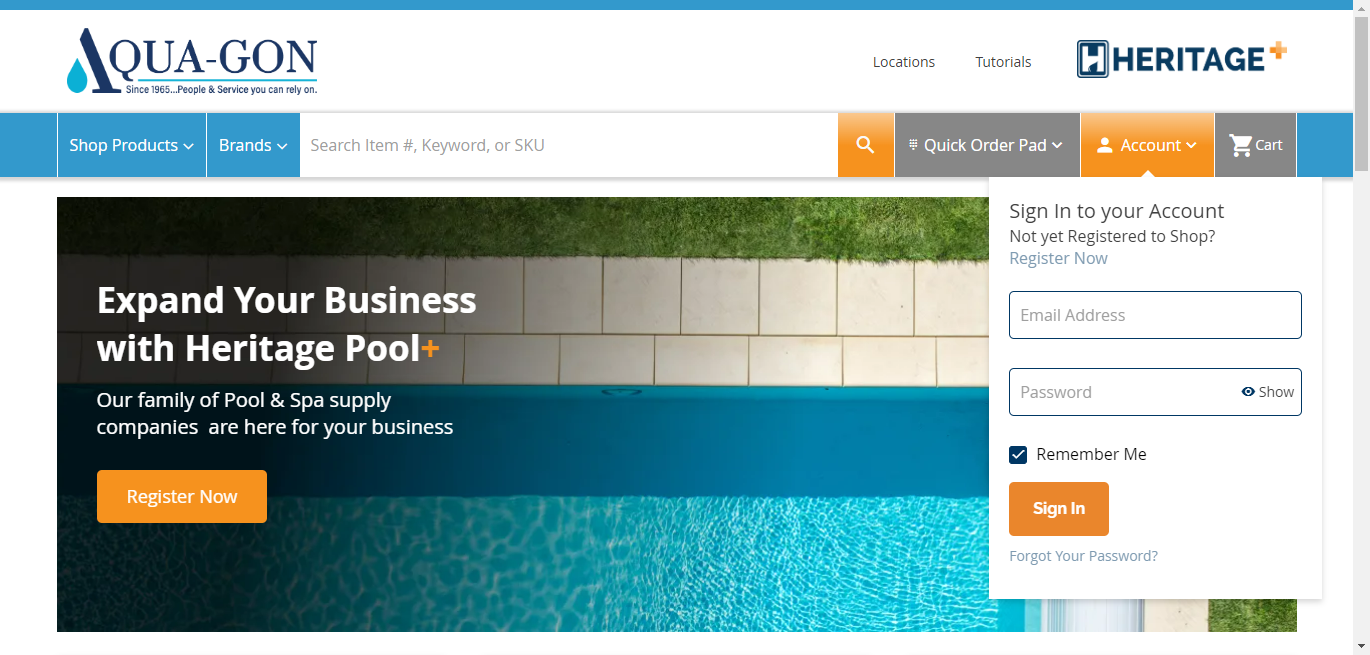 AQUA-GON
Since 1965...People & Service you can rely on.
Locations
Tutorials
HERITAGE+
Shop Products
Brands
Search Item #, Keyword, or SKU
Quick Order Pad
Account
Cart
Expand Your Business
with Heritage Pool+
Our family of Pool & Spa supply
companies are here for your business
Register Now
Sign In to your Account
Not yet Registered to Shop?
Register Now
Email Address
Password
Show
Remember Me
Sign In
Forgot Your Password?